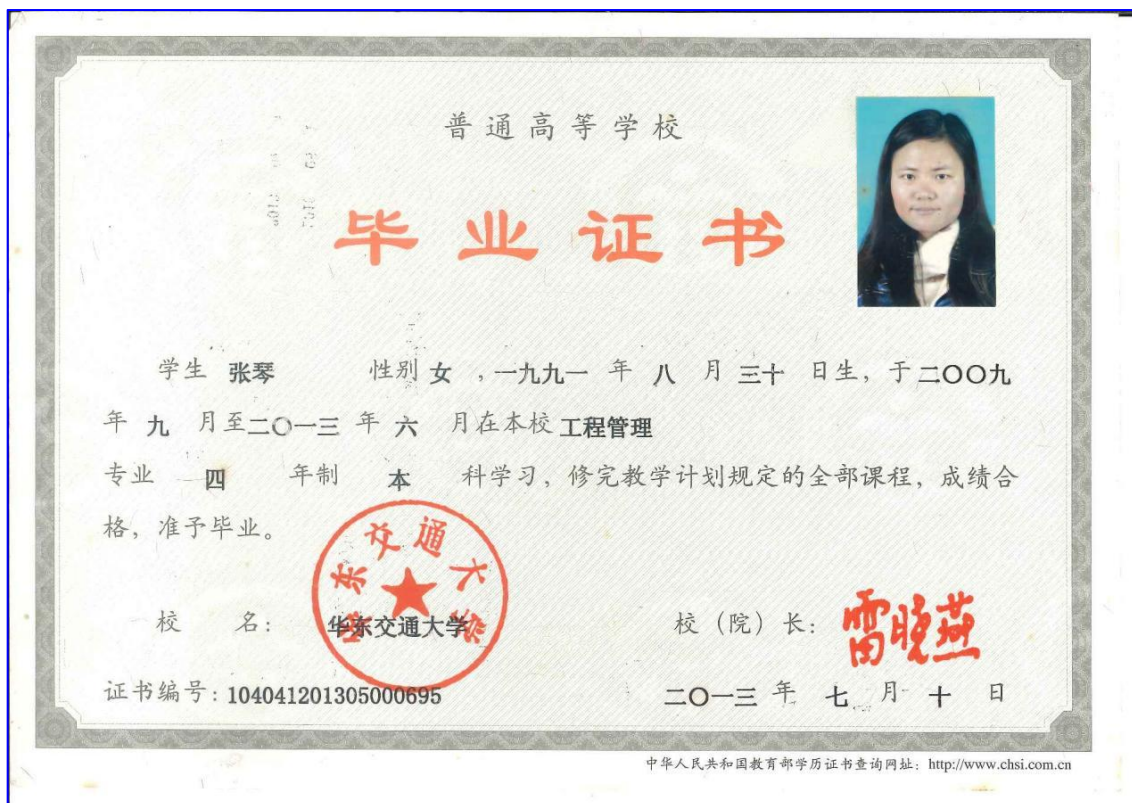 普通高等学校
毕业证书
学生 张琴 性别 女 ，一九九一 年 八 月 三十 日生，于二〇〇九
年 九 月至二〇一三 年 六 月在本校 工程管理
专业 四 年制 本 科学习，修完教学计划规定的全部课程，成绩合
格，准予毕业。
华东交通大学
校 名： 华东交通大学 校（院）长：雷晓燕
证书编号：104041201305000695 二〇一三 年 七 月 十 日
中华人民共和国教育部学历证书查询网址：http://www.chsi.com.cn